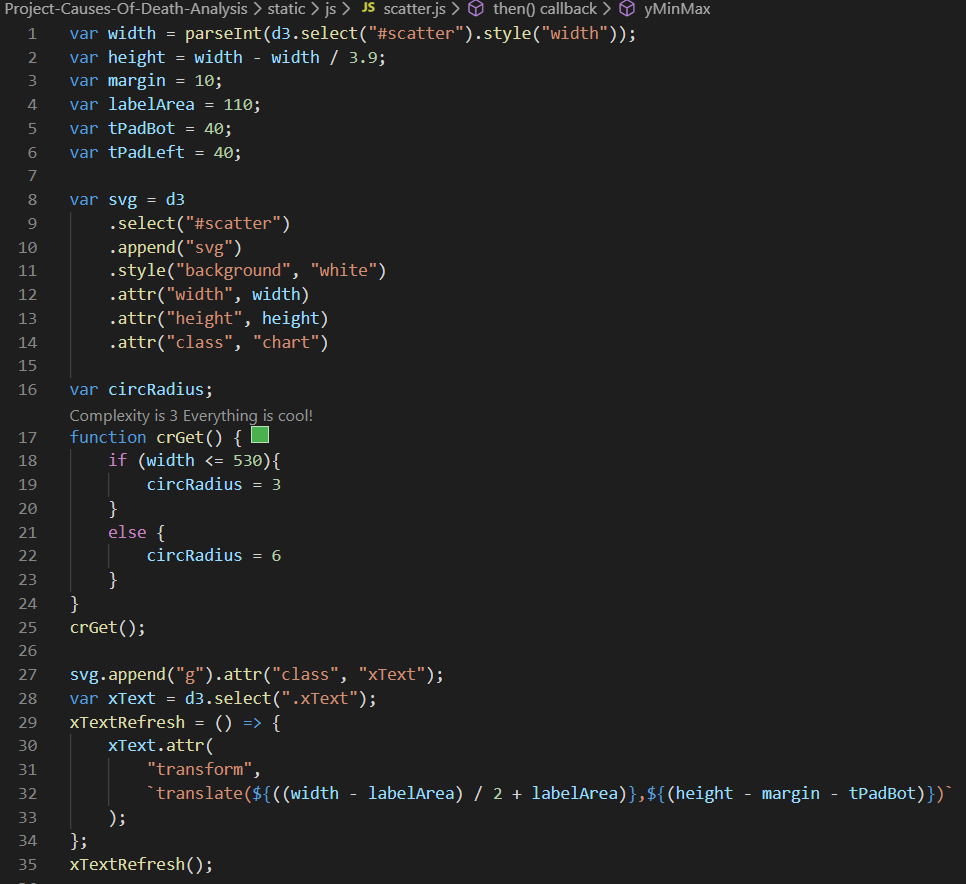 Project-Causes-Of-Death-Analysis > static > js > JS scatter.js > then() callback > yMinMax
1 var width = parseInt(d3.select("#scatter").style("width"));
2 var height = width - width / 3.9;
3 var margin = 10;
4 var labelArea = 110;
5 var tPadBot = 40;
6 var tPadLeft = 40;
7
8 var svg = d3
9     .select("#scatter")
10     .append("svg")
11     .style("background", "white")
12     .attr("width", width)
13     .attr("height", height)
14     .attr("class", "chart")
15
16 var circRadius;
Complexity is 3 Everything is cool!
17 function crGet() {
18     if (width <= 530){
19         circRadius = 3
20     }
21     else {
22         circRadius = 6
23     }
24 }
25 crGet();
26
27 svg.append("g").attr("class", "xText");
28 var xText = d3.select(".xText");
29 xTextRefresh = () => {
30     xText.attr(
31         "transform",
32         `translate(${((width - labelArea) / 2 + labelArea)},${(height - margin - tPadBot)})`
33     );
34 };
35 xTextRefresh();